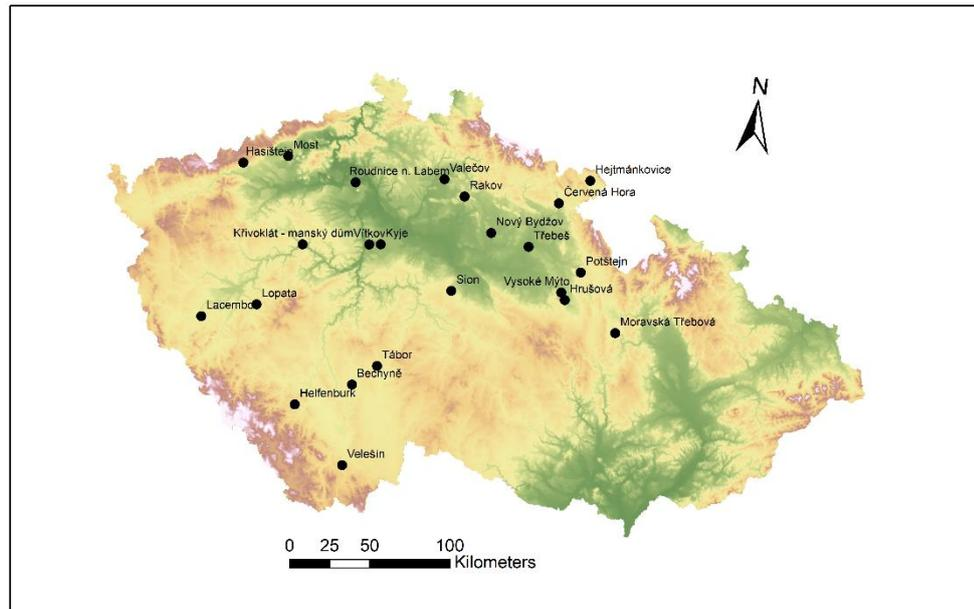 N
Hasištejn
Most
Roudnice n. Labem
Valečov
Rakov
Hejtmánkovice
Červená Hora
Nový Bydžov
Třebeš
Křivoklát - manský dům
Vítkov
Kyje
Potštejn
Sion
Vysoké Mýto
Hrušová
Lopata
Lacembok
Moravská Třebová
Tábor
Bechyně
Helfenburk
Velešín
0 25 50 100
Kilometers